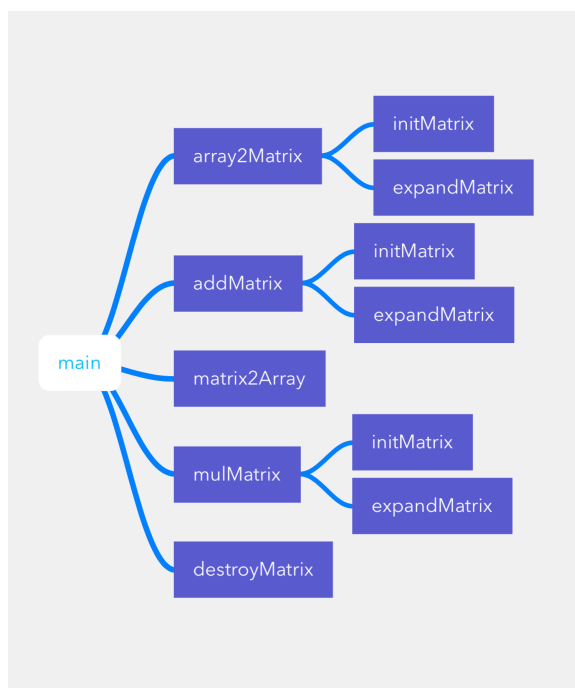 initMatrix
array2Matrix
expandMatrix
initMatrix
addMatrix
expandMatrix
main
matrix2Array
initMatrix
mulMatrix
expandMatrix
destroyMatrix